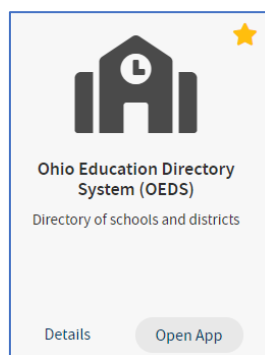 Ohio Education Directory
System (OEDS)
Directory of schools and districts
Details
Open App